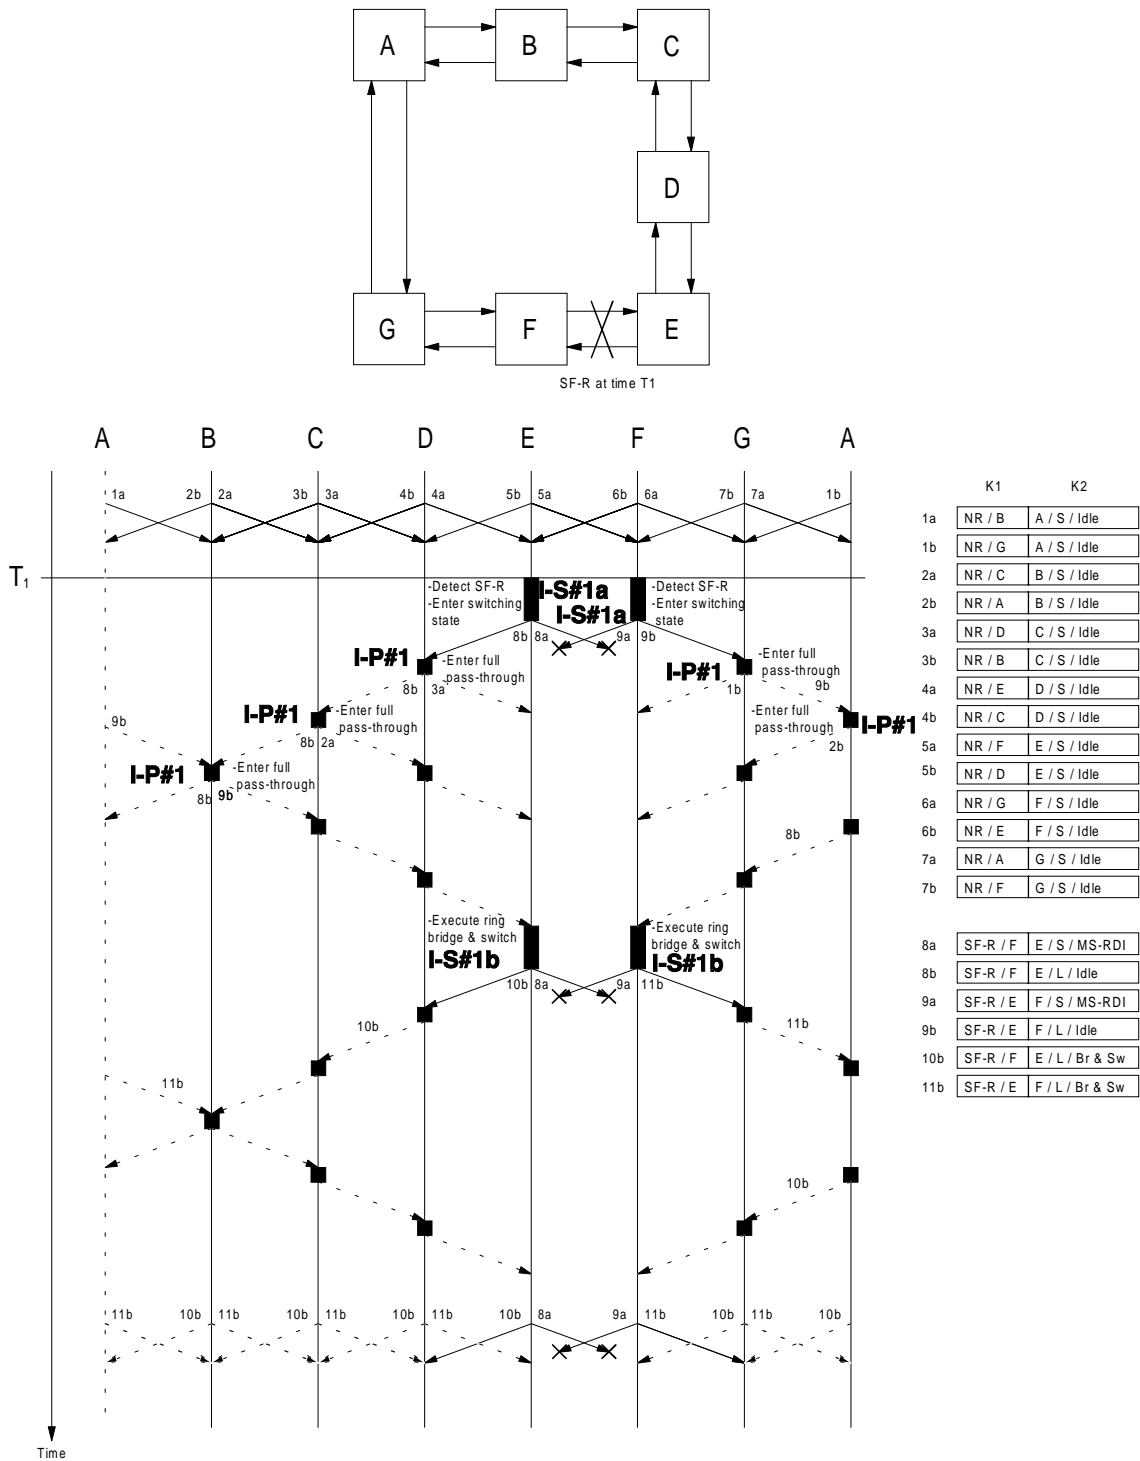 A B C
D
G F E
SF-R at time T1
A B C D E F G A
K1 K2
1a 2b 2a 3b 3a 4b 4a 5b 5a 6b 6a 7b 7a 1b
1a NR / B A / S / Idle
1b NR / G A / S / Idle
2a NR / C B / S / Idle
2b NR / A B / S / Idle
3a NR / D C / S / Idle
3b NR / B C / S / Idle
4a NR / E D / S / Idle
4b NR / C D / S / Idle
5a NR / F E / S / Idle
5b NR / D E / S / Idle
6a NR / G F / S / Idle
6b NR / E F / S / Idle
7a NR / A G / S / Idle
7b NR / F G / S / Idle
8a SF-R / F E / S / MS-RDI
8b SF-R / F E / L / Idle
9a SF-R / E F / S / MS-RDI
9b SF-R / E F / L / Idle
10b SF-R / F E / L / Br & Sw
11b SF-R / E F / L / Br & Sw
T1
-Detect SF-R
-Enter switching
state
I-S#1a
I-S#1a
-Detect SF-R
-Enter switching
state
8b 8a 9a 9b
I-P#1
-Enter full
pass-through
I-P#1
-Enter full
pass-through
8b 3a 1b 9b
9b
I-P#1
-Enter full
pass-through
-Enter full
pass-through
I-P#1
8b 2a 2b
I-P#1
-Enter full
pass-through
8b 9b
8b
-Execute ring
bridge & switch
I-S#1b
-Execute ring
bridge & switch
I-S#1b
10b 8a 9a 11b
10b 11b
11b
10b
11b 10b 11b 10b 11b 10b 11b 10b 8a 9a 11b 10b 11b 10b
Time